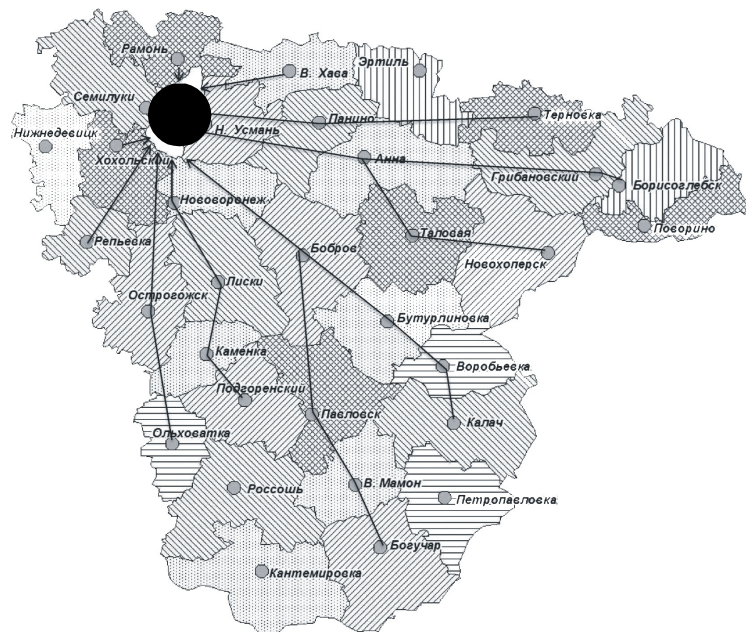 Рамонь
Эртиль
В. Хава
Семилуки
Панино
Терновка
Нижнедевицк
Н. Усмань
Хохольский
Анна
Грибановский
Борисоглебск
Нововоронеж
Поворино
Репьевка
Бобров
Таловая
Новохоперск
Лиски
Острогожск
Бутурлиновка
Каменка
Воробьевка
Подгоренский
Павловск
Калач
Ольховатка
В. Мамон
Россошь
Петропавловка
Богучар
Кантемировка